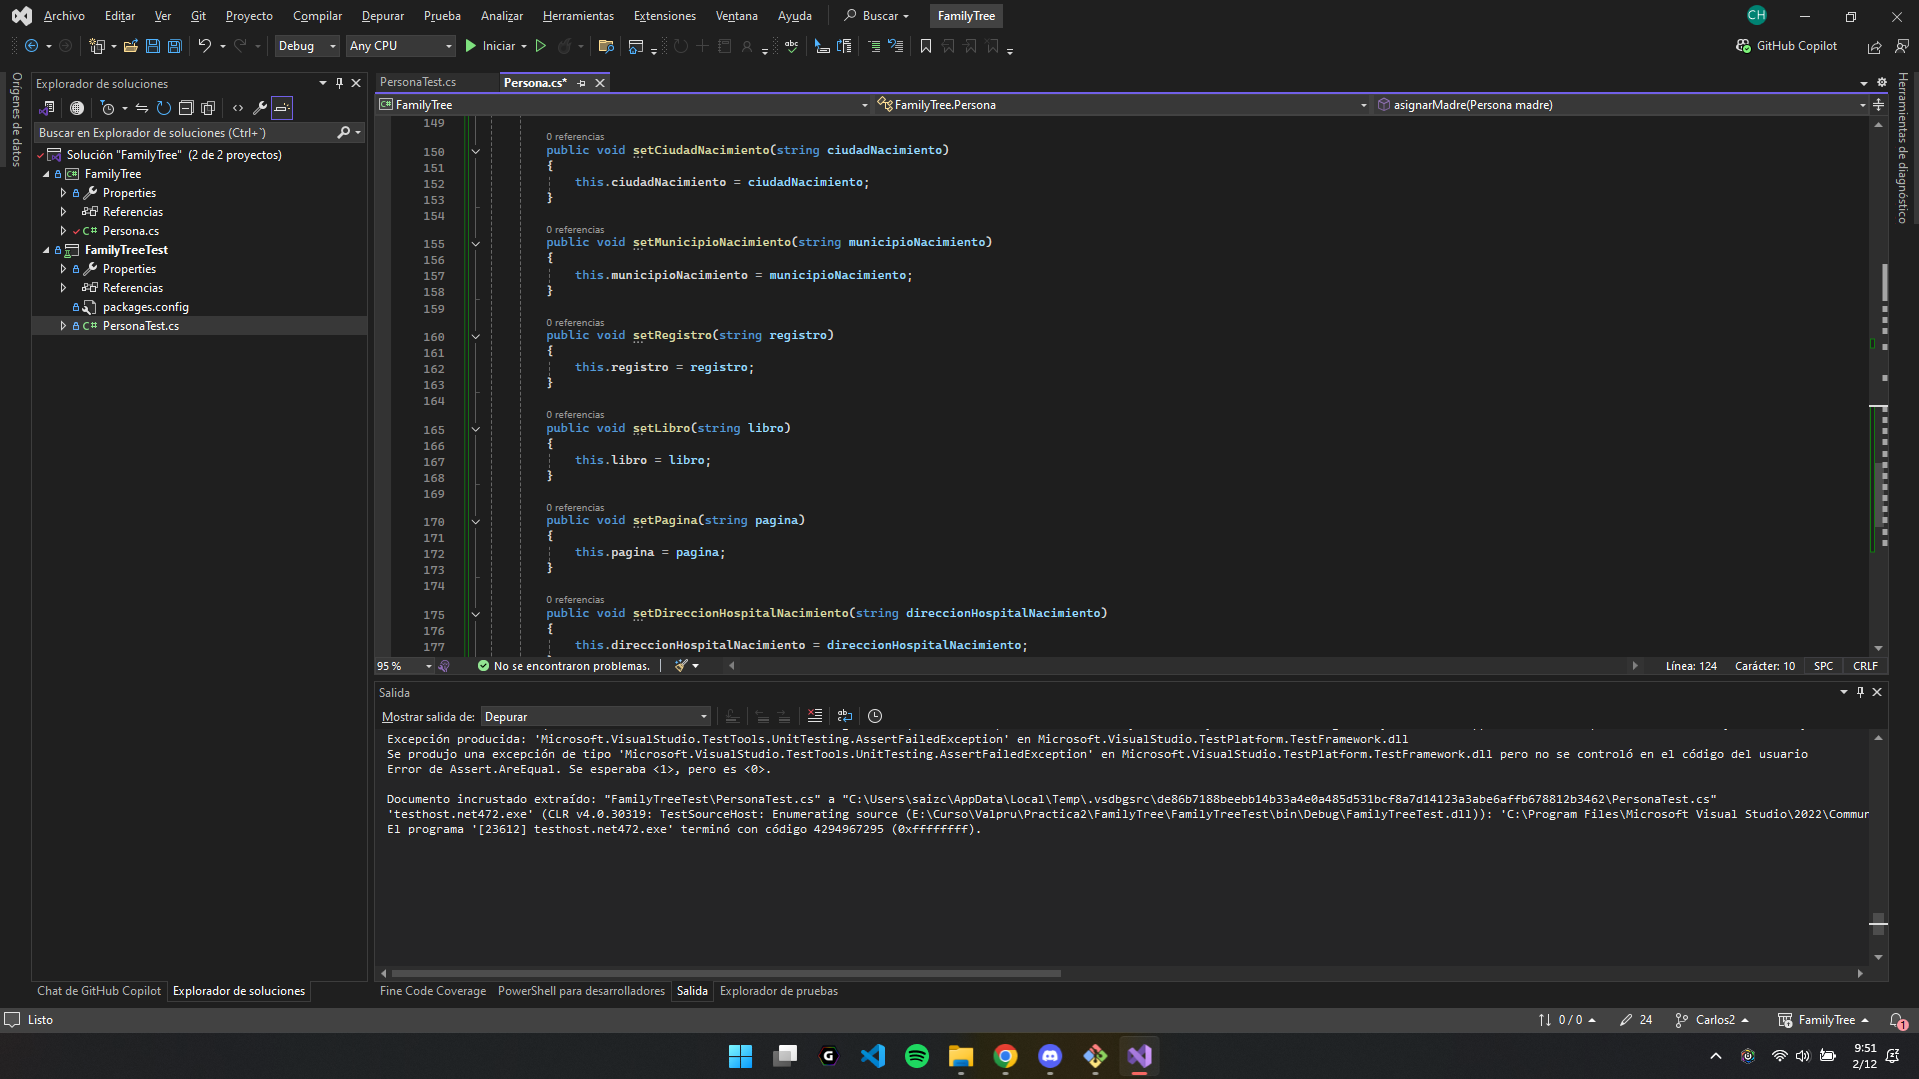 Archivo Editar Ver Git Proyecto Compilar Depurar Prueba Analizar Herramientas Extensiones Ventana Ayuda Buscar FamilyTree CH
Debug Any CPU Iniciar GitHub Copilot
Orígenes de datos
Explorador de soluciones
Buscar en Explorador de soluciones (Ctrl+`)
Solución "FamilyTree" (2 de 2 proyectos)
FamilyTree
Properties
Referencias
Persona.cs
FamilyTreeTest
Properties
Referencias
packages.config
PersonaTest.cs
PersonaTest.cs Persona.cs*
FamilyTree FamilyTree.Persona asignarMadre(Persona madre)
149
0 referencias
150 public void setCiudadNacimiento(string ciudadNacimiento)
151 {
152 this.ciudadNacimiento = ciudadNacimiento;
153 }
154
0 referencias
155 public void setMunicipioNacimiento(string municipioNacimiento)
156 {
157 this.municipioNacimiento = municipioNacimiento;
158 }
159
0 referencias
160 public void setRegistro(string registro)
161 {
162 this.registro = registro;
163 }
164
0 referencias
165 public void setLibro(string libro)
166 {
167 this.libro = libro;
168 }
169
0 referencias
170 public void setPagina(string pagina)
171 {
172 this.pagina = pagina;
173 }
174
0 referencias
175 public void setDireccionHospitalNacimiento(string direccionHospitalNacimiento)
176 {
177 this.direccionHospitalNacimiento = direccionHospitalNacimiento;
95 % No se encontraron problemas. Línea: 124 Carácter: 10 SPC CRLF
Herramientas de diagnóstico
Salida
Mostrar salida de: Depurar
Excepción producida: 'Microsoft.VisualStudio.TestTools.UnitTesting.AssertFailedException' en Microsoft.VisualStudio.TestPlatform.TestFramework.dll
Se produjo una excepción de tipo 'Microsoft.VisualStudio.TestTools.UnitTesting.AssertFailedException' en Microsoft.VisualStudio.TestPlatform.TestFramework.dll pero no se controló en el código del usuario
Error de Assert.AreEqual. Se esperaba <1>, pero es <0>.
Documento incrustado extraído: "FamilyTreeTest\PersonaTest.cs" a "C:\Users\saizc\AppData\Local\Temp\.vsdbgsrc\de86b7188beebb14b33a4e0a485d531bcf8a7d14123a3abe6affb678812b3462\PersonaTest.cs"
'testhost.net472.exe' (CLR v4.0.30319: TestSourceHost: Enumerating source (E:\Curso\Valpru\Practica2\FamilyTree\FamilyTreeTest\bin\Debug\FamilyTreeTest.dll)): 'C:\Program Files\Microsoft Visual Studio\2022\Commun
El programa '[23612] testhost.net472.exe' terminó con código 4294967295 (0xffffffff).
Chat de GitHub Copilot Explorador de soluciones Fine Code Coverage PowerShell para desarrolladores Salida Explorador de pruebas
Listo 0 / 0 24 Carlos2 FamilyTree 1
9:51
2/12